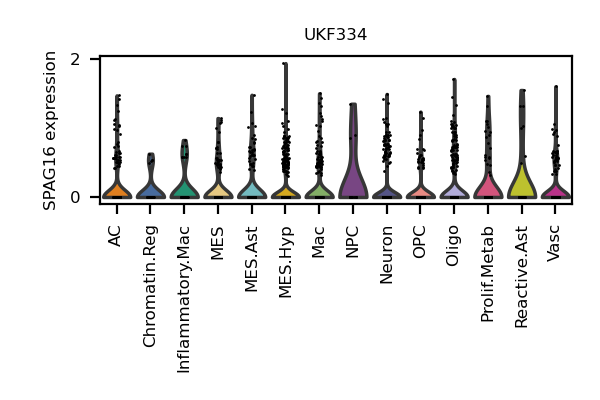 UKF334
SPAG16 expression
2
0
AC
Chromatin.Reg
Inflammatory.Mac
MES
MES.Ast
MES.Hyp
Mac
NPC
Neuron
OPC
Oligo
Prolif.Metab
Reactive.Ast
Vasc